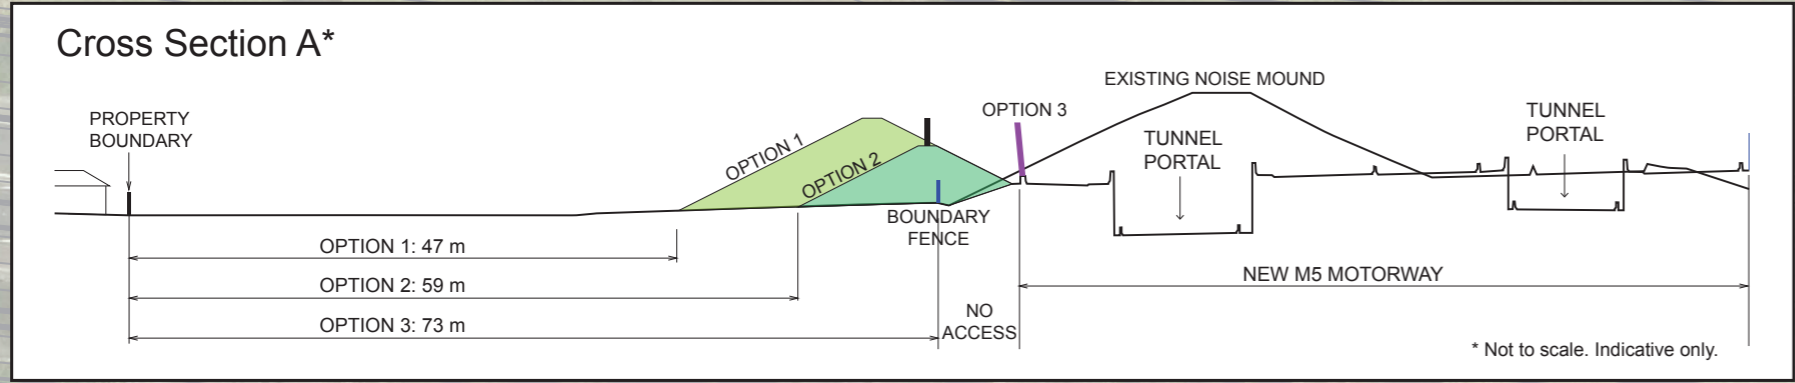 Cross Section A*
PROPERTY
BOUNDARY
OPTION 1
OPTION 2
BOUNDARY
FENCE
OPTION 3
EXISTING NOISE MOUND
TUNNEL
PORTAL
TUNNEL
PORTAL
OPTION 1: 47 m
OPTION 2: 59 m
OPTION 3: 73 m
NO
ACCESS
NEW M5 MOTORWAY
* Not to scale. Indicative only.